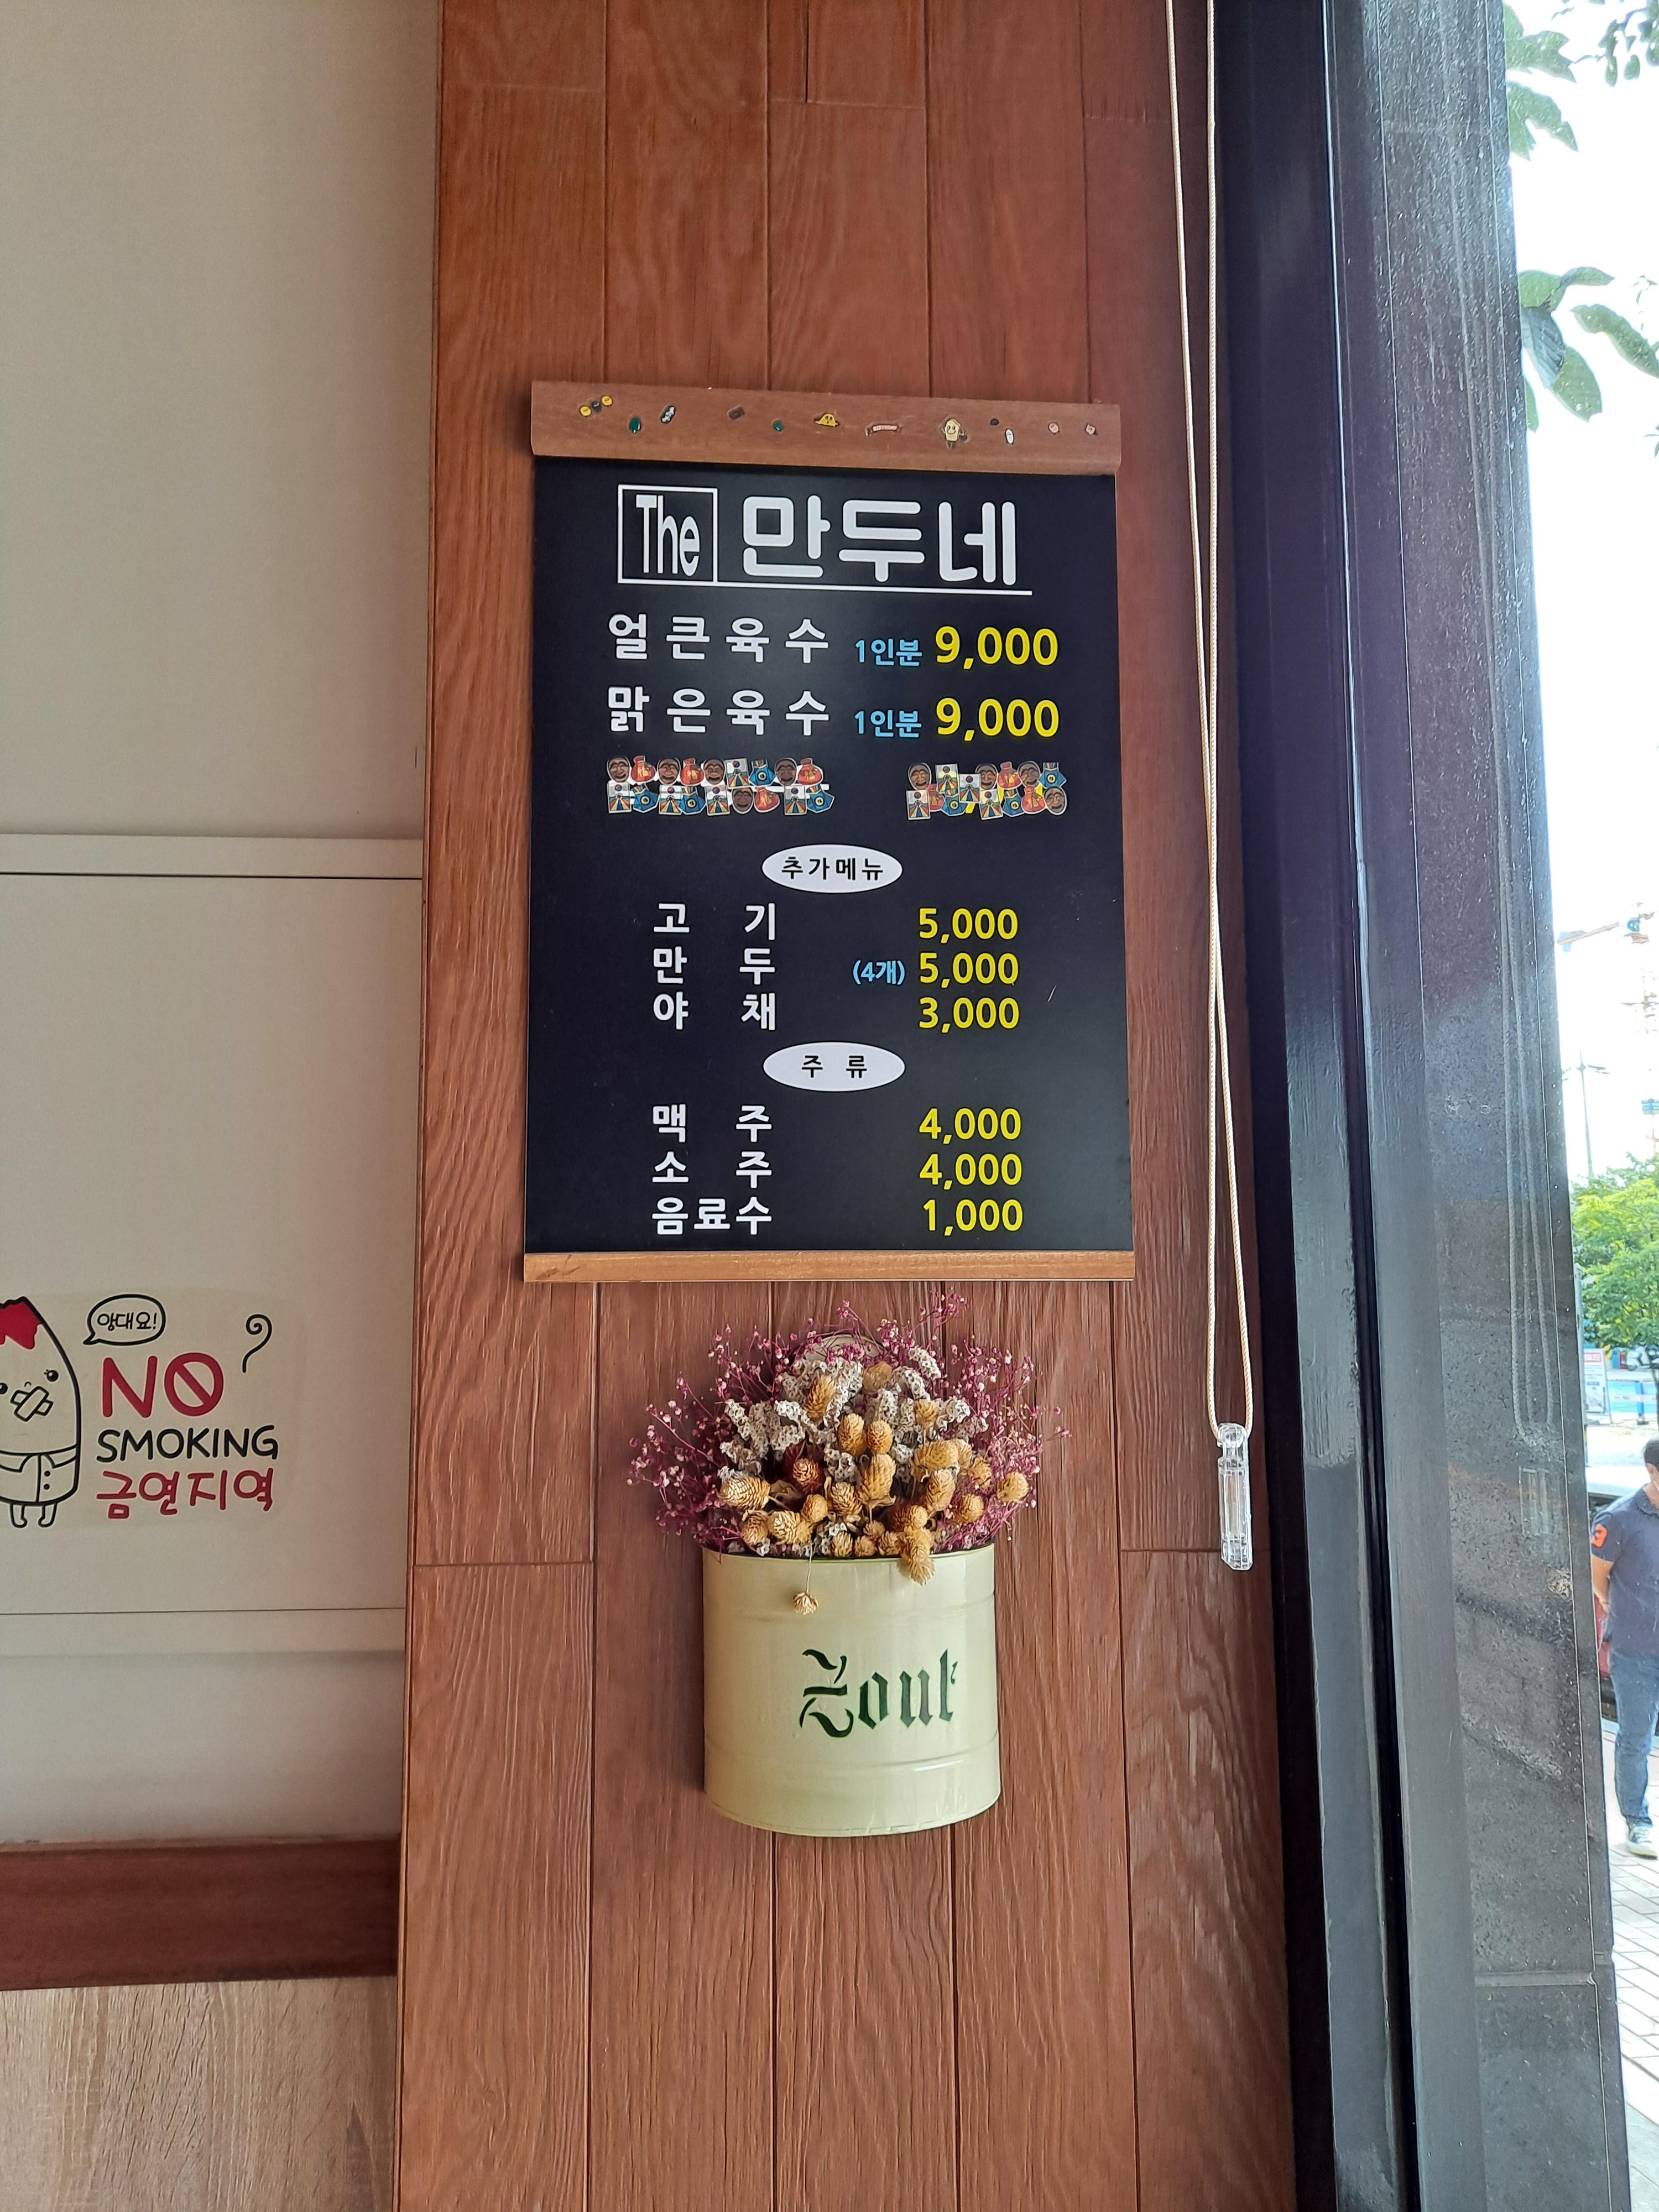 The 만두네
얼큰육수 1인분 9,000
맑은육수 1인분 9,000
추가메뉴
고기 5,000
만두 (4개) 5,000
야채 3,000
주류
맥주 4,000
소주 4,000
음료수 1,000
앙대요!
NO
SMOKING
금연지역
Zout